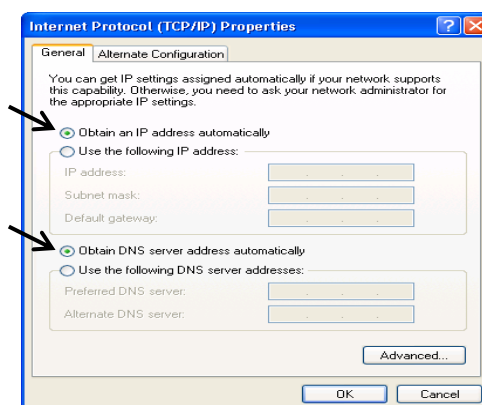 Internet Protocol (TCP/IP) Properties
General Alternate Configuration
You can get IP settings assigned automatically if your network supports
this capability. Otherwise, you need to ask your network administrator for
the appropriate IP settings.
Obtain an IP address automatically
Use the following IP address:
IP address:
Subnet mask:
Default gateway:
Obtain DNS server address automatically
Use the following DNS server addresses:
Preferred DNS server:
Alternate DNS server:
Advanced...
OK Cancel